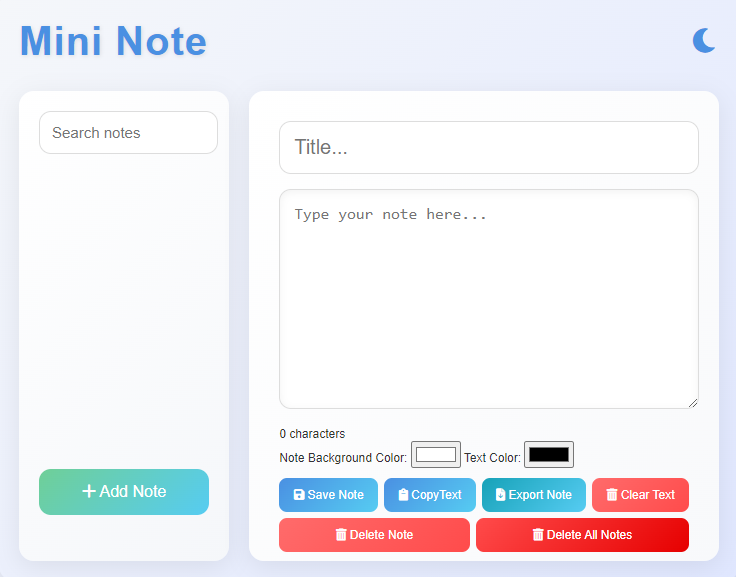 Mini Note
Search notes
Add Note
Title...
Type your note here...
0 characters
Note Background Color: Text Color:
Save Note CopyText Export Note Clear Text
Delete Note Delete All Notes